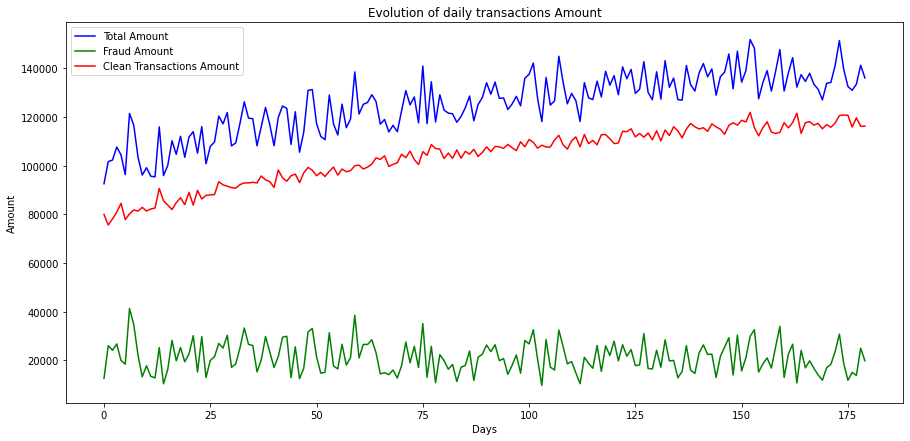 Evolution of daily transactions Amount
Total Amount
Fraud Amount
Clean Transactions Amount
Amount
140000
120000
100000
80000
60000
40000
20000
0 25 50 75 100 125 150 175
Days